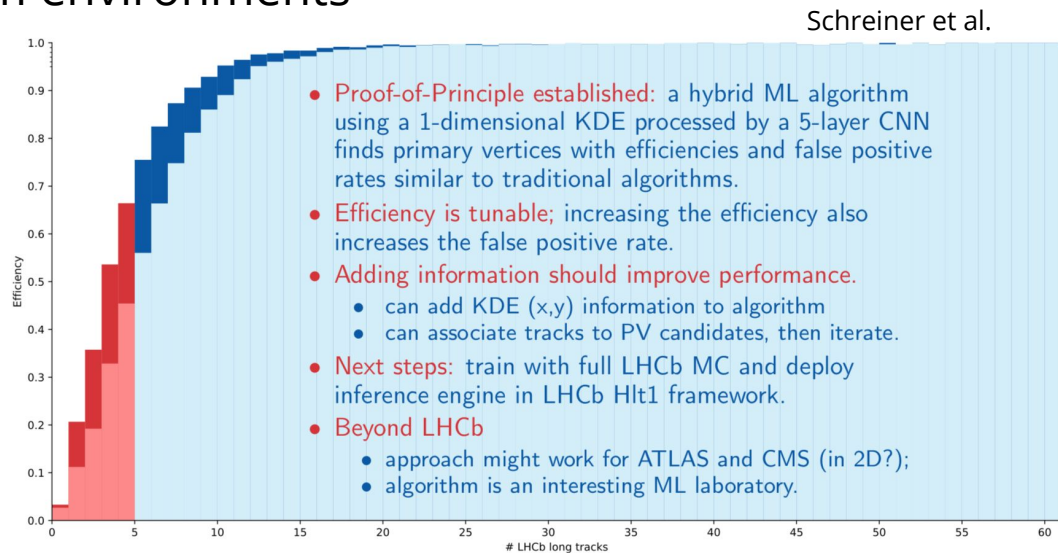 n environments
Schreiner et al.
1.0
0.9
0.8
0.7
0.6
0.5
0.4
0.3
0.2
0.1
0.0
Efficiency
• Proof-of-Principle established: a hybrid ML algorithm
using a 1-dimensional KDE processed by a 5-layer CNN
finds primary vertices with efficiencies and false positive
rates similar to traditional algorithms.
• Efficiency is tunable; increasing the efficiency also
increases the false positive rate.
• Adding information should improve performance.
• can add KDE (x,y) information to algorithm
• can associate tracks to PV candidates, then iterate.
• Next steps: train with full LHCb MC and deploy
inference engine in LHCb Hlt1 framework.
• Beyond LHCb
• approach might work for ATLAS and CMS (in 2D?);
• algorithm is an interesting ML laboratory.
0 5 10 15 20 25 30 35 40 45 50 55 60
# LHCb long tracks